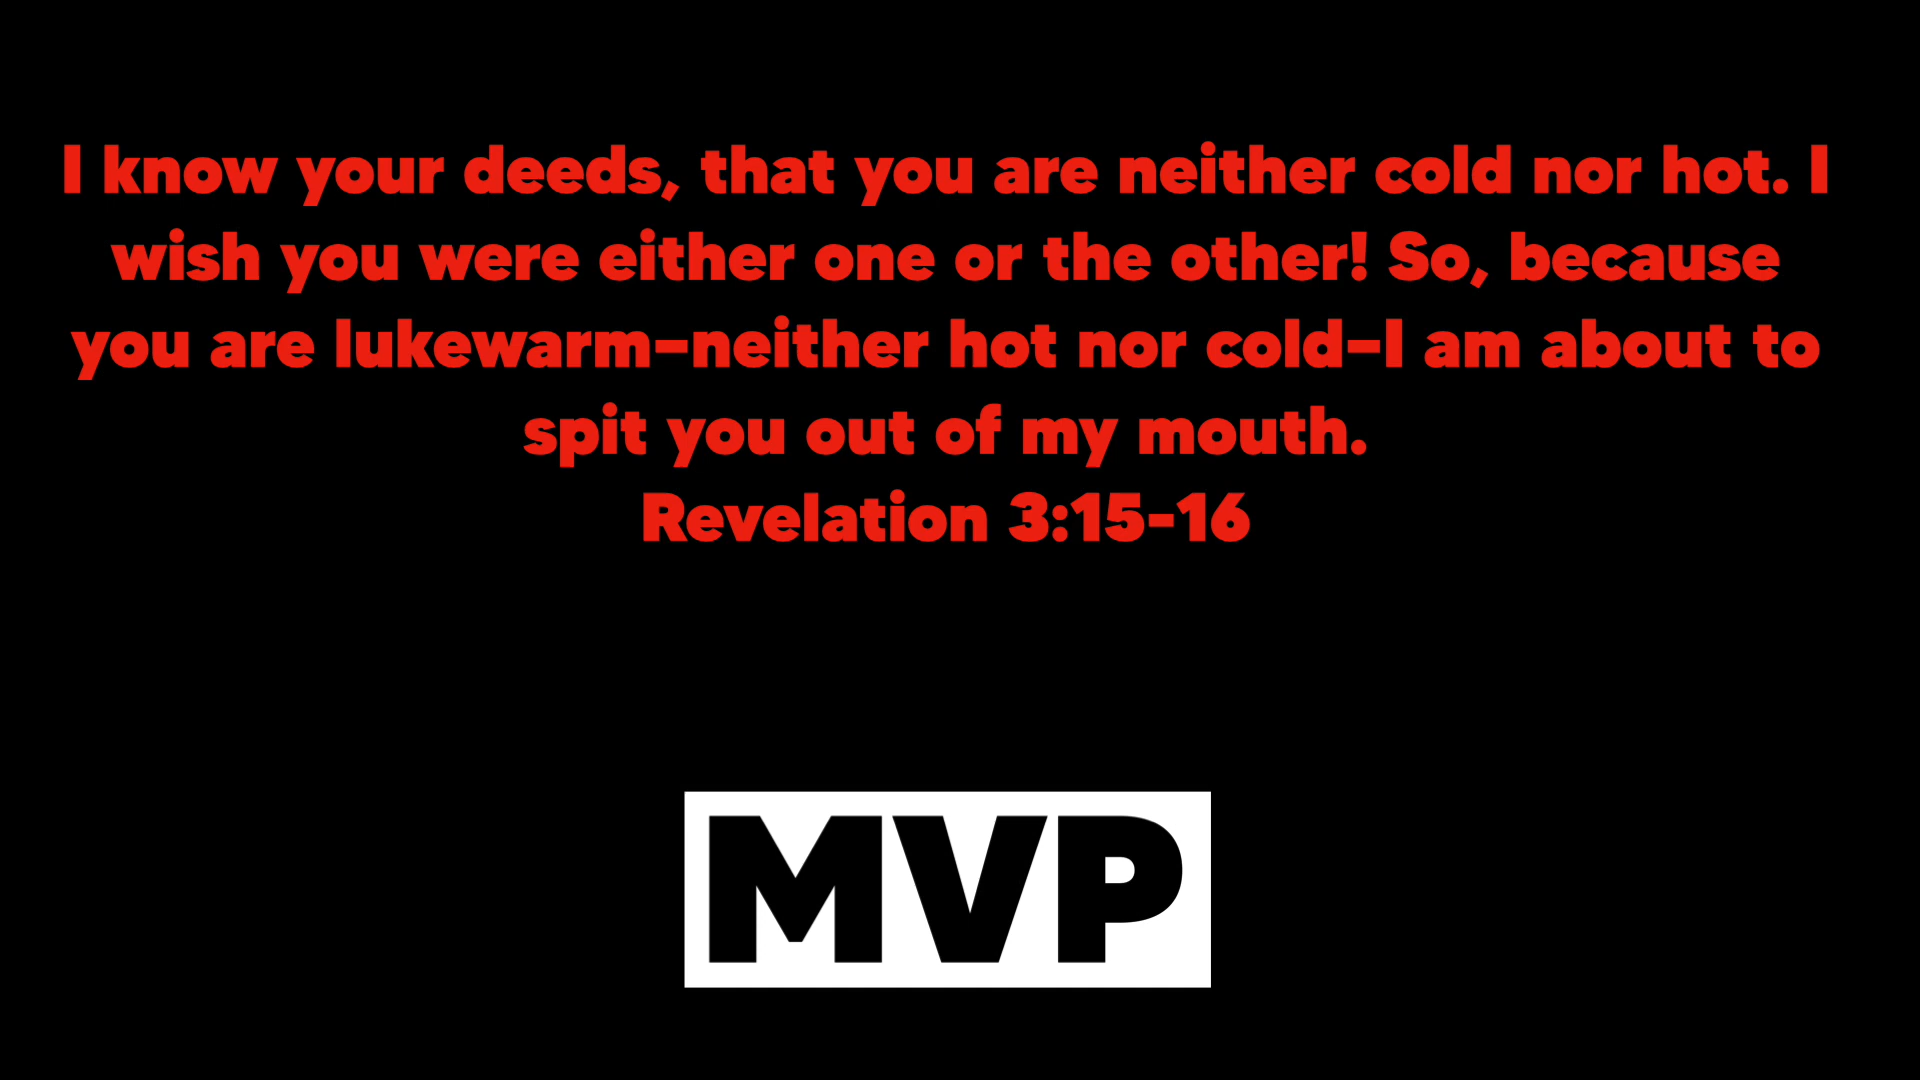 I know your deeds, that you are neither cold nor hot. I
wish you were either one or the other! So, because
you are lukewarm–neither hot nor cold–I am about to
spit you out of my mouth.
Revelation 3:15-16
MVP